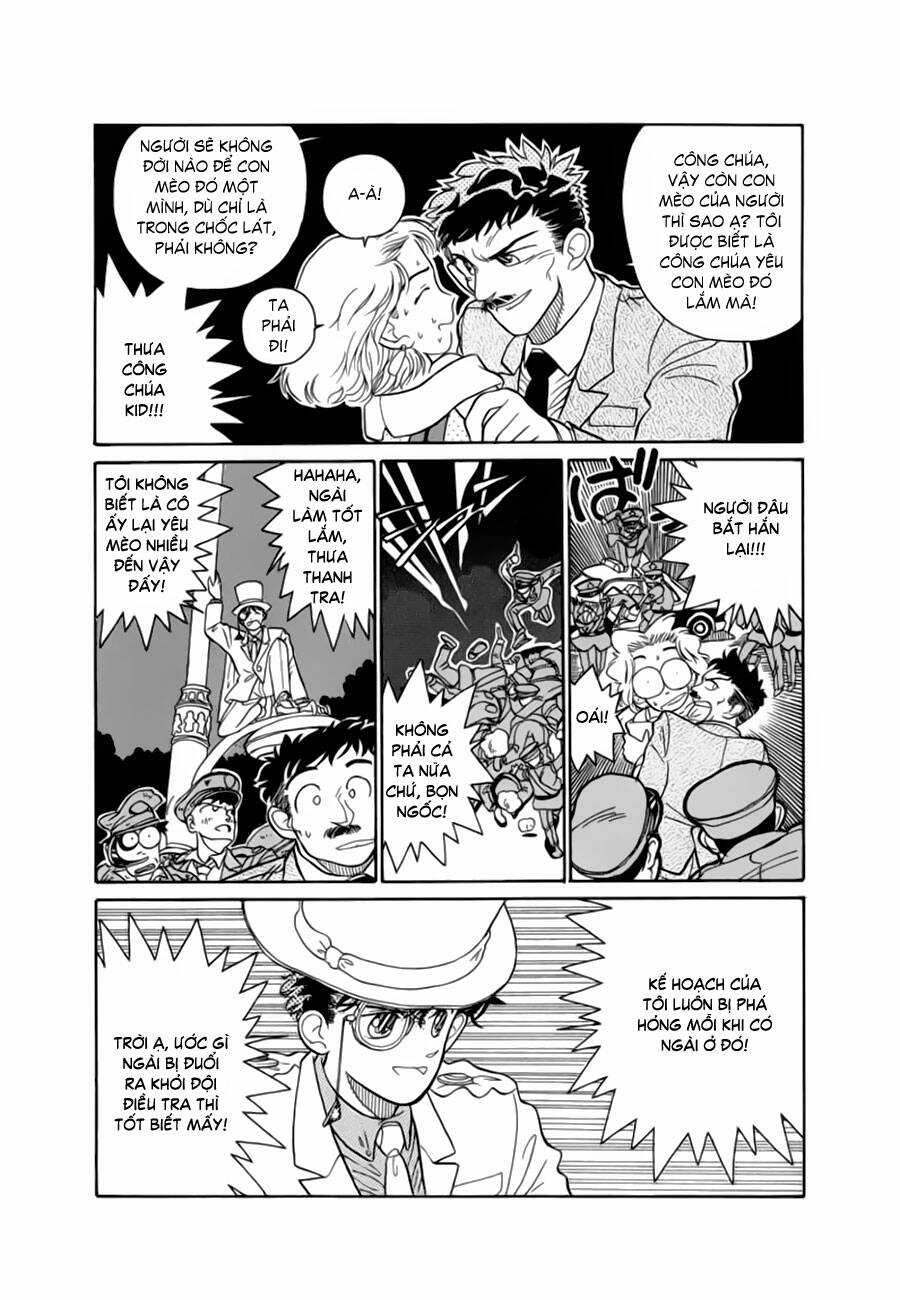 CÔNG CHÚA,
VẬY CÒN CON
MÈO CỦA NGƯỜI
THÌ SAO Ạ? TÔI
ĐƯỢC BIẾT LÀ
CÔNG CHÚA YÊU
CON MÈO ĐÓ
LẮM MÀ!
A-À!
NGƯỜI SẼ KHÔNG
ĐỜI NÀO ĐỂ CON
MÈO ĐÓ MỘT
MÌNH, DÙ CHỈ LÀ
TRONG CHỐC LÁT,
PHẢI KHÔNG?
TA
PHẢI
ĐI!
THƯA
CÔNG
CHÚA
KID!!!
NGƯỜI ĐÂU
BẮT HẮN
LẠI!!!
ば
OÁI!
KHÔNG
PHẢI CẢ
TA NỮA
CHỨ, BỌN
NGỐC!
HAHAHA,
NGÀI
LÀM TỐT
LẮM,
THƯA
THANH
TRA!
TÔI KHÔNG
BIẾT LÀ CÔ
ẤY LẠI YÊU
MÈO NHIỀU
ĐẾN VẬY
ĐẤY!
KẾ HOẠCH CỦA
TÔI LUÔN BỊ PHÁ
HỎNG MỖI KHI CÓ
NGÀI Ở ĐÓ!
TRỜI Ạ, ƯỚC GÌ
NGÀI BỊ ĐUỔI
RA KHỎI ĐỘI
ĐIỀU TRA THÌ
TỐT BIẾT MẤY!